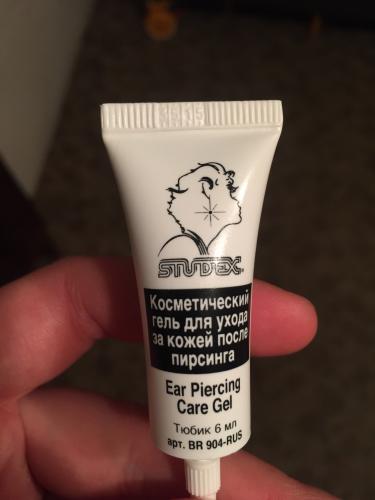 STUDEX®
Косметический
гель для ухода
за кожей после
пирсинга
Ear Piercing
Care Gel
Тюбик 6 мл
арт. BR 904-RUS